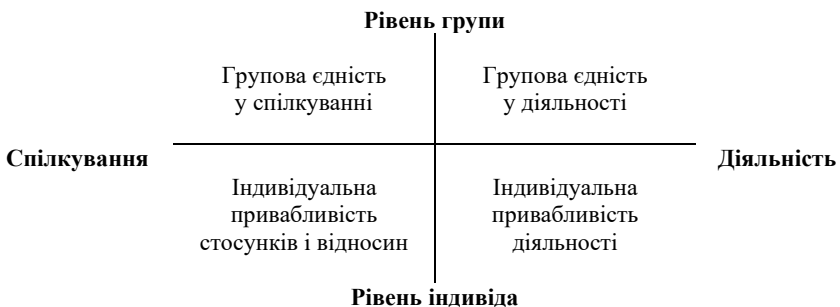 Рівень групи
Групова єдність
у спілкуванні
Групова єдність
у діяльності
Спілкування
Діяльність
Індивідуальна
привабливість
стосунків і відносин
Індивідуальна
привабливість
діяльності
Рівень індивіда